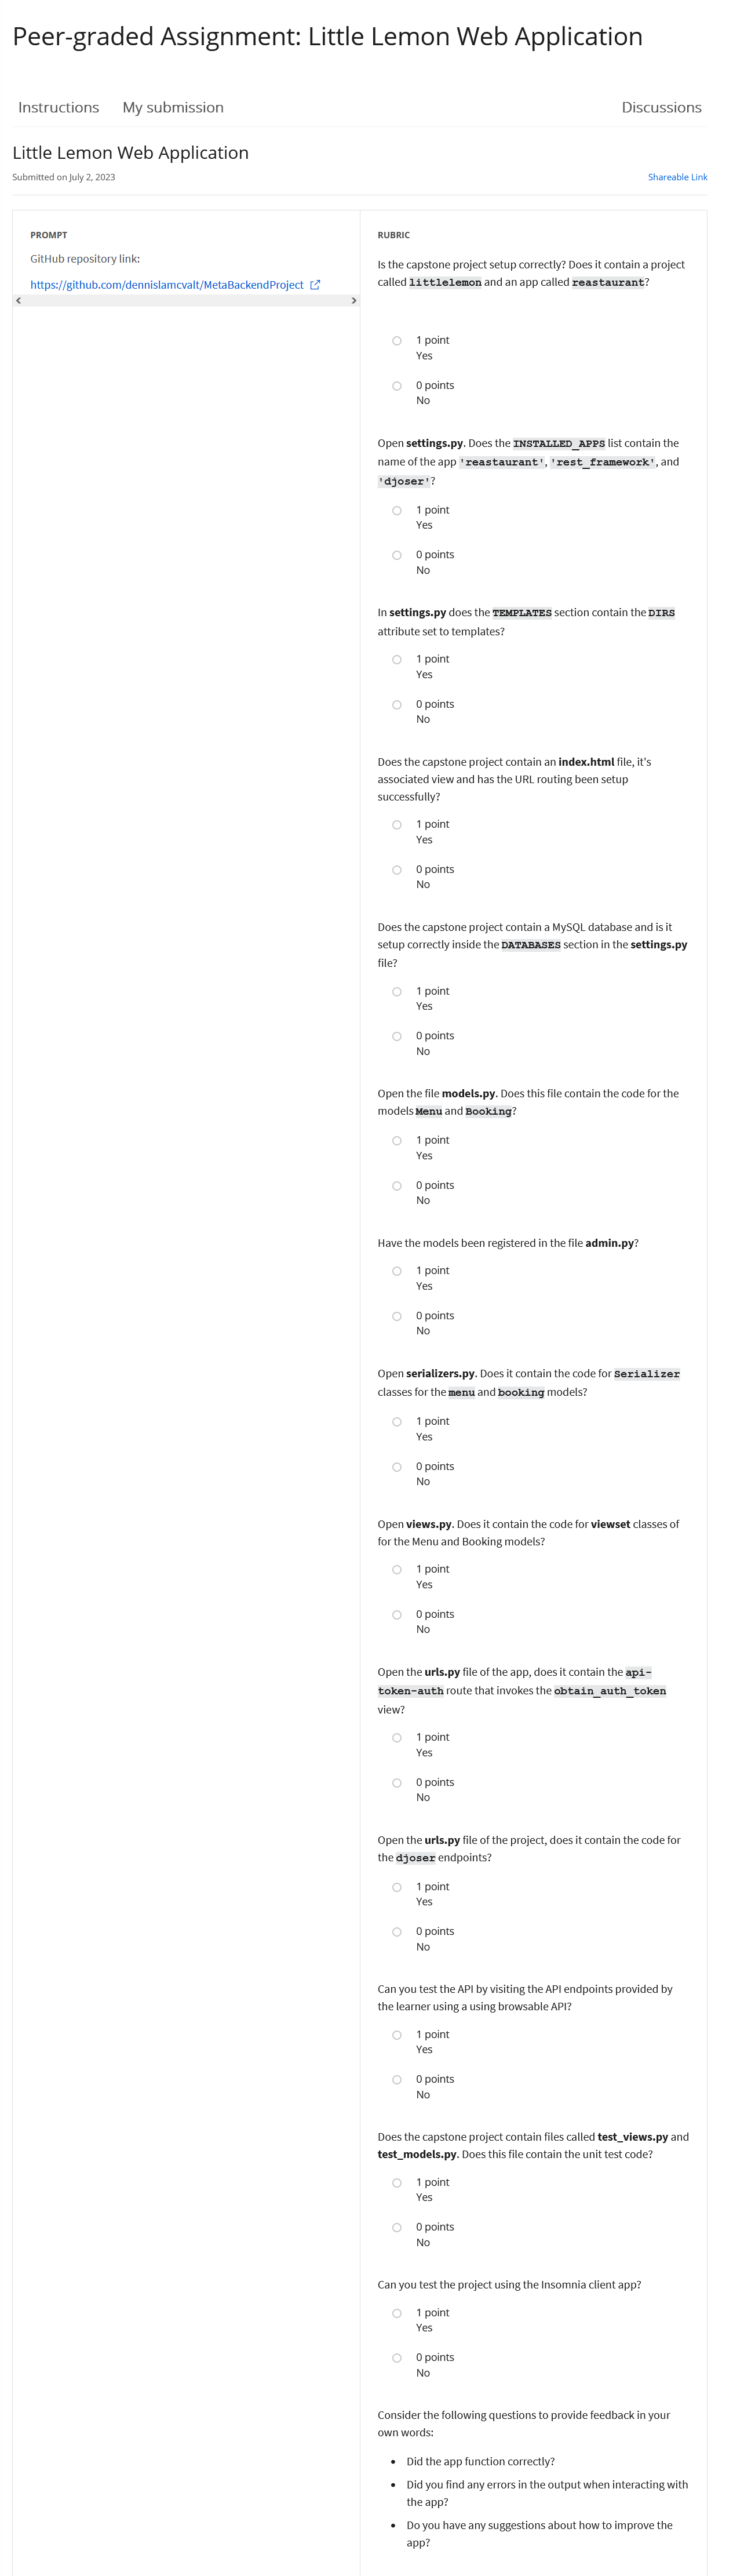 Peer-graded Assignment: Little Lemon Web Application
Instructions
My submission
Discussions
Little Lemon Web Application
Submitted on July 2, 2023
Shareable Link
PROMPT
GitHub repository link:
https://github.com/dennislamcvalt/MetaBackendProject
RUBRIC
Is the capstone project setup correctly? Does it contain a project
called littlelemon and an app called reastaurant?
1 point
Yes
0 points
No
Open settings.py. Does the INSTALLED_APPS list contain the
name of the app 'reastaurant', 'rest_framework', and
'djoser'?
1 point
Yes
0 points
No
In settings.py does the TEMPLATES section contain the DIRS
attribute set to templates?
1 point
Yes
0 points
No
Does the capstone project contain an index.html file, it's
associated view and has the URL routing been setup
successfully?
1 point
Yes
0 points
No
Does the capstone project contain a MySQL database and is it
setup correctly inside the DATABASES section in the settings.py
file?
1 point
Yes
0 points
No
Open the file models.py. Does this file contain the code for the
models Menu and Booking?
1 point
Yes
0 points
No
Have the models been registered in the file admin.py?
1 point
Yes
0 points
No
Open serializers.py. Does it contain the code for Serializer
classes for the menu and booking models?
1 point
Yes
0 points
No
Open views.py. Does it contain the code for viewset classes of
for the Menu and Booking models?
1 point
Yes
0 points
No
Open the urls.py file of the app, does it contain the api-
token-auth route that invokes the obtain_auth_token
view?
1 point
Yes
0 points
No
Open the urls.py file of the project, does it contain the code for
the djoser endpoints?
1 point
Yes
0 points
No
Can you test the API by visiting the API endpoints provided by
the learner using a using browsable API?
1 point
Yes
0 points
No
Does the capstone project contain files called test_views.py and
test_models.py. Does this file contain the unit test code?
1 point
Yes
0 points
No
Can you test the project using the Insomnia client app?
1 point
Yes
0 points
No
Consider the following questions to provide feedback in your
own words:
• Did the app function correctly?
• Did you find any errors in the output when interacting with
the app?
• Do you have any suggestions about how to improve the
app?